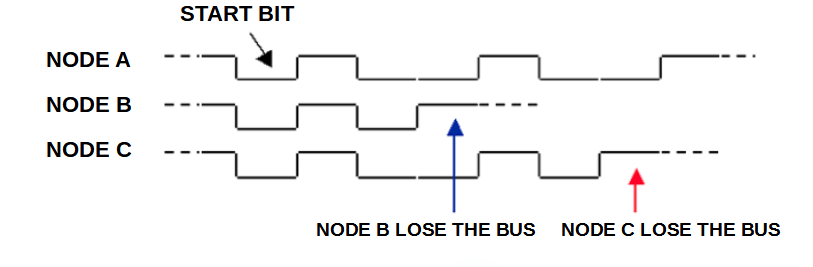 START BIT
NODE A
NODE B
NODE C
NODE B LOSE THE BUS
NODE C LOSE THE BUS